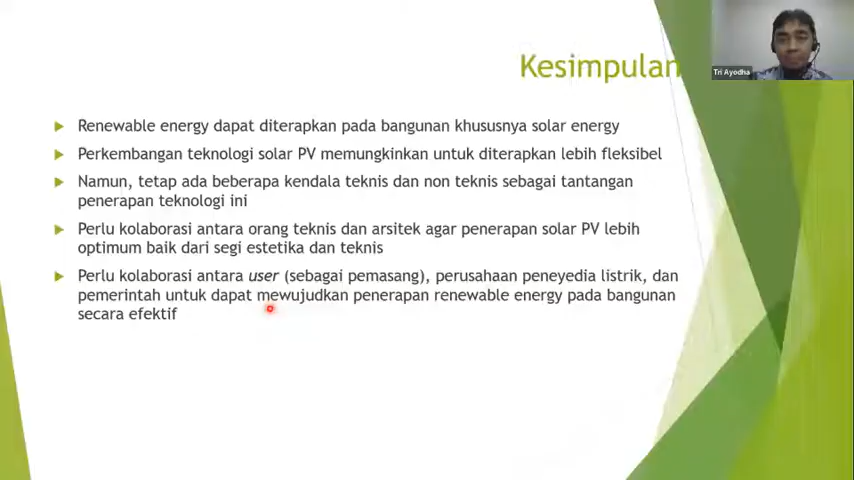 Kesimpulan
Tri Ayodha
Renewable energy dapat diterapkan pada bangunan khususnya solar energy
Perkembangan teknologi solar PV memungkinkan untuk diterapkan lebih fleksibel
Namun, tetap ada beberapa kendala teknis dan non teknis sebagai tantangan
penerapan teknologi ini
Perlu kolaborasi antara orang teknis dan arsitek agar penerapan solar PV lebih
optimum baik dari segi estetika dan teknis
Perlu kolaborasi antara user (sebagai pemasang), perusahaan peneyedia listrik, dan
pemerintah untuk dapat mewujudkan penerapan renewable energy pada bangunan
secara efektif